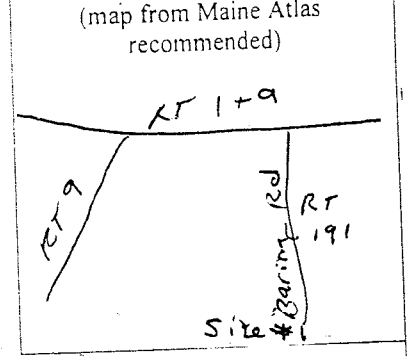 (map from Maine Atlas
recommended)
RT 1+9
RT 9
Baring Rd
RT
191
Site # 1